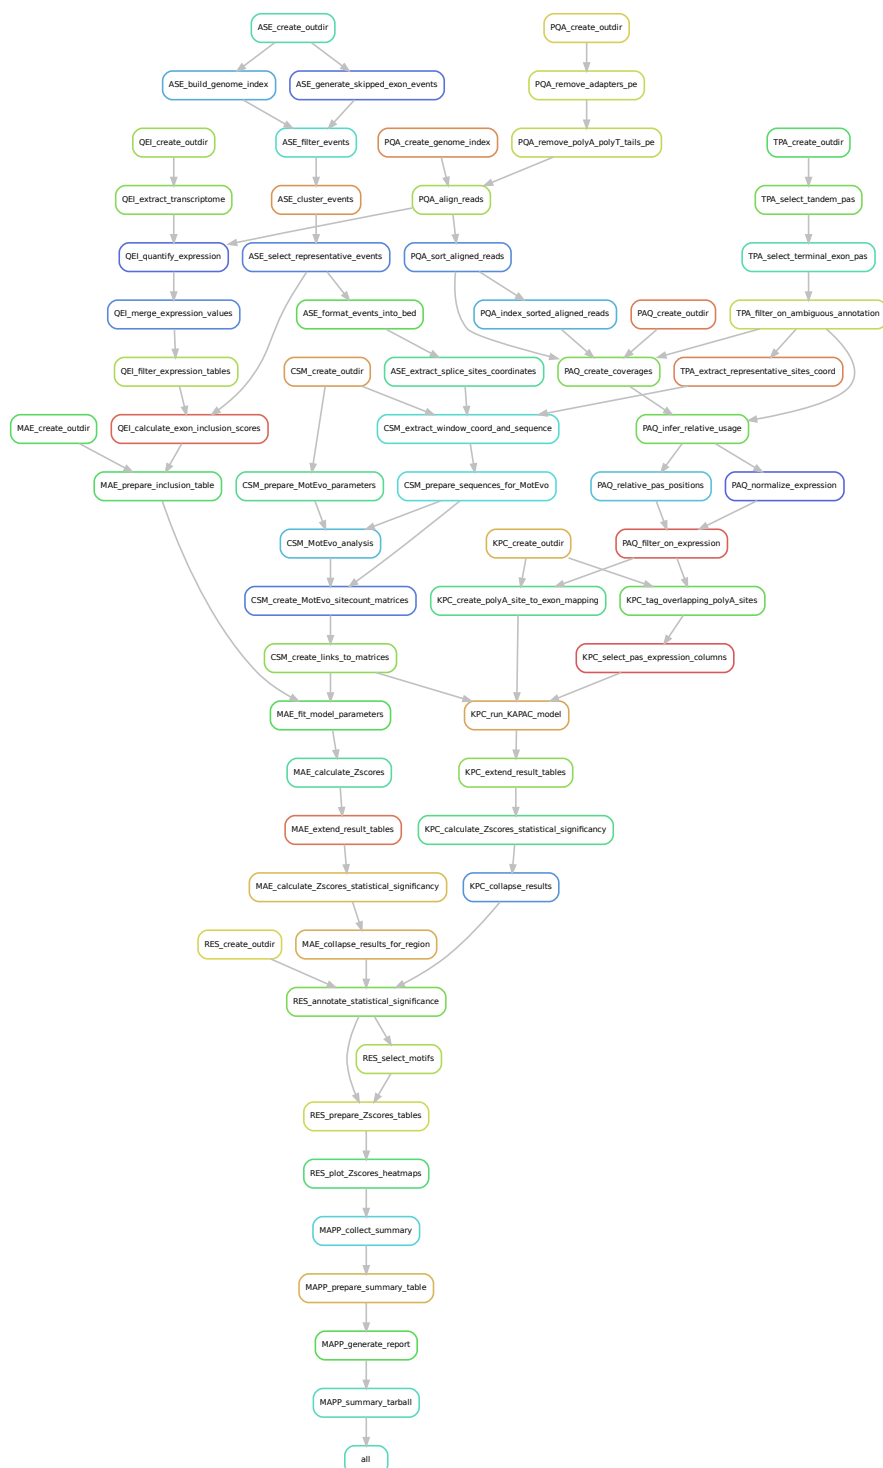 ASE_create_outdir
PQA_create_outdir
ASE_build_genome_index
ASE_generate_skipped_exon_events
PQA_remove_adapters_pe
QEI_create_outdir
ASE_filter_events
PQA_create_genome_index
PQA_remove_polyA_polyT_tails_pe
TPA_create_outdir
QEI_extract_transcriptome
ASE_cluster_events
PQA_align_reads
TPA_select_tandem_pas
QEI_quantify_expression
ASE_select_representative_events
PQA_sort_aligned_reads
TPA_select_terminal_exon_pas
QEI_merge_expression_values
ASE_format_events_into_bed
PQA_index_sorted_aligned_reads
PAQ_create_outdir
TPA_filter_on_ambiguous_annotation
QEI_filter_expression_tables
CSM_create_outdir
ASE_extract_splice_sites_coordinates
PAQ_create_coverages
TPA_extract_representative_sites_coord
MAE_create_outdir
QEI_calculate_exon_inclusion_scores
CSM_extract_window_coord_and_sequence
PAQ_infer_relative_usage
MAE_prepare_inclusion_table
CSM_prepare_MotEvo_parameters
CSM_prepare_sequences_for_MotEvo
PAQ_relative_pas_positions
PAQ_normalize_expression
CSM_MotEvo_analysis
KPC_create_outdir
PAQ_filter_on_expression
CSM_create_MotEvo_sitecount_matrices
KPC_create_polyA_site_to_exon_mapping
KPC_tag_overlapping_polyA_sites
CSM_create_links_to_matrices
KPC_select_pas_expression_columns
MAE_fit_model_parameters
KPC_run_KAPAC_model
MAE_calculate_Zscores
KPC_extend_result_tables
MAE_extend_result_tables
KPC_calculate_Zscores_statistical_significancy
MAE_calculate_Zscores_statistical_significancy
KPC_collapse_results
RES_create_outdir
MAE_collapse_results_for_region
RES_annotate_statistical_significance
RES_select_motifs
RES_prepare_Zscores_tables
RES_plot_Zscores_heatmaps
MAPP_collect_summary
MAPP_prepare_summary_table
MAPP_generate_report
MAPP_summary_tarball
all